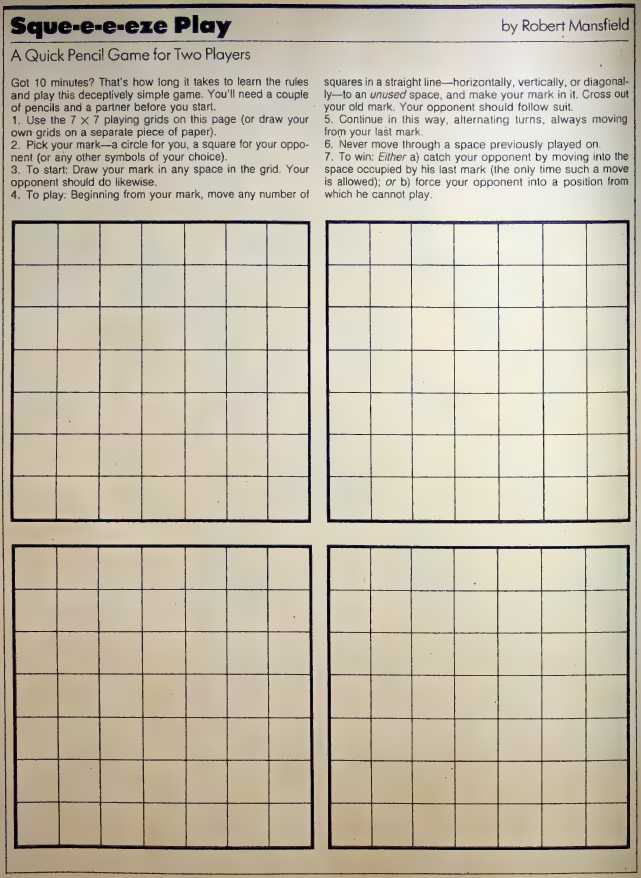 Sque-e-e-eze Play
by Robert Mansfield
A Quick Pencil Game for Two Players
Got 10 minutes? That's how long it takes to learn the rules
and play this deceptively simple game. You'll need a couple
of pencils and a partner before you start.
1. Use the 7 × 7 playing grids on this page (or draw your
own grids on a separate piece of paper).
2. Pick your mark—a circle for you, a square for your oppo-
nent (or any other symbols of your choice).
3. To start: Draw your mark in any space in the grid. Your
opponent should do likewise.
4. To play: Beginning from your mark, move any number of
squares in a straight line—horizontally, vertically, or diagonal-
ly—to an unused space, and make your mark in it. Cross out
your old mark. Your opponent should follow suit.
5. Continue in this way, alternating turns, always moving
from your last mark.
6. Never move through a space previously played on.
7. To win: Either a) catch your opponent by moving into the
space occupied by his last mark (the only time such a move
is allowed); or b) force your opponent into a position from
which he cannot play.